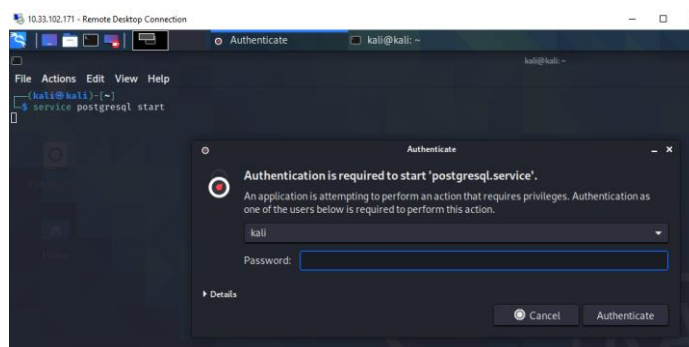 10.33.102.171 - Remote Desktop Connection
Authenticate
kali@kali: ~
kali@kali: ~
File Actions Edit View Help
(kali㉿kali)-[~]
$ service postgresql start
Authenticate
Authentication is required to start 'postgresql.service'.
An application is attempting to perform an action that requires privileges. Authentication as
one of the users below is required to perform this action.
kali
Password:
Details
Cancel
Authenticate